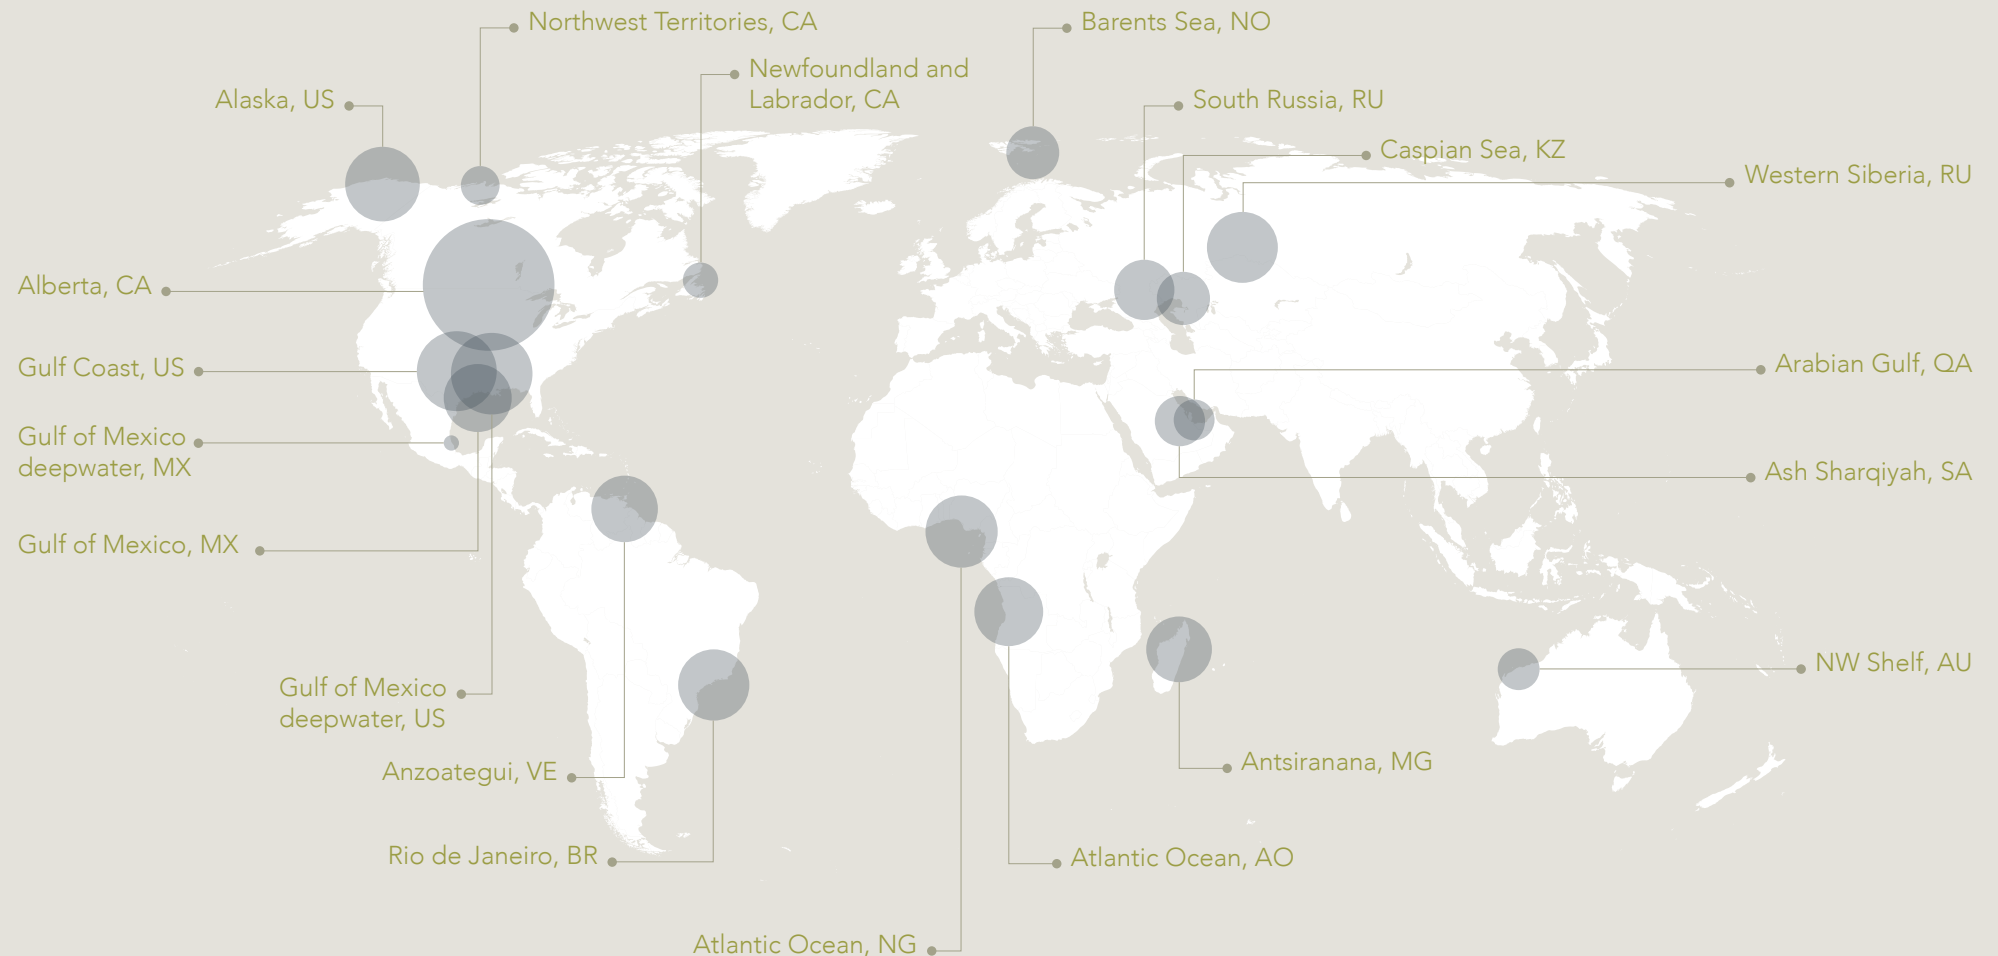 Northwest Territories, CA
Barents Sea, NO
Newfoundland and
Labrador, CA
Alaska, US
South Russia, RU
Caspian Sea, KZ
Western Siberia, RU
Alberta, CA
Gulf Coast, US
Arabian Gulf, QA
Gulf of Mexico
deepwater, MX
Ash Sharqiyah, SA
Gulf of Mexico, MX
NW Shelf, AU
Gulf of Mexico
deepwater, US
Anzoategui, VE
Antsiranana, MG
Rio de Janeiro, BR
Atlantic Ocean, AO
Atlantic Ocean, NG